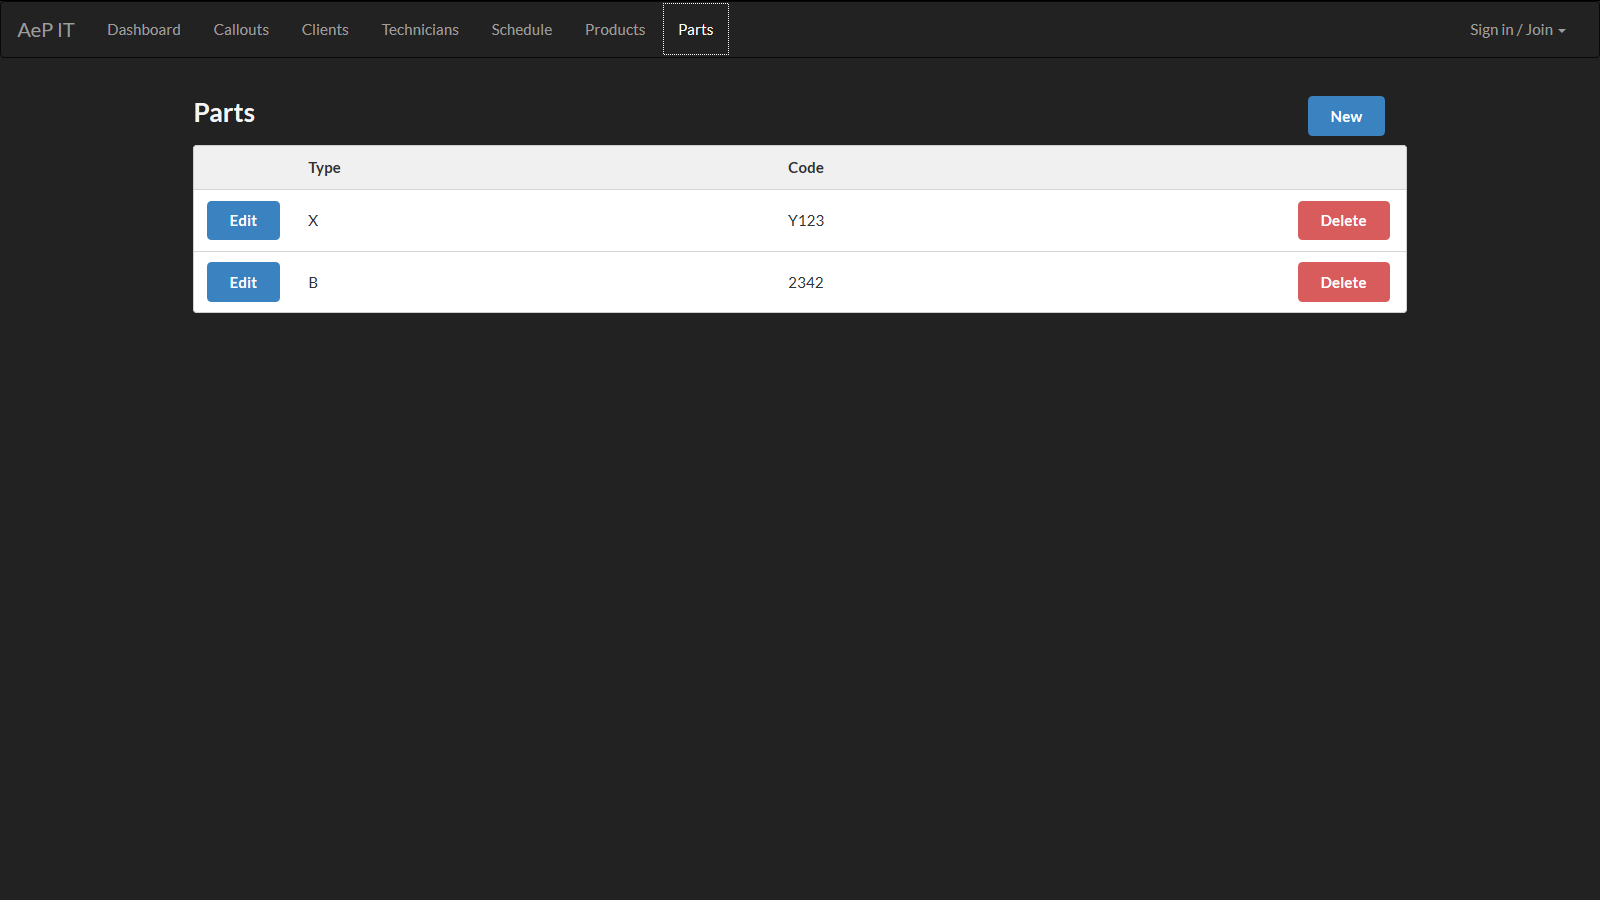 AeP IT Dashboard Callouts Clients Technicians Schedule Products Parts Sign in / Join
Parts New
Type Code
Edit X Y123 Delete
Edit B 2342 Delete